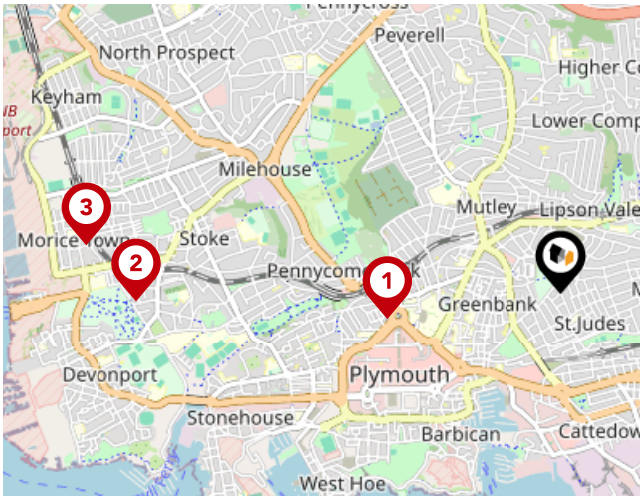 Pennycross
Peverell
North Prospect
Higher Co
Keyham
Lower Comp
Milehouse
3
Mutley
Lipson Vale
Morice Town
Stoke
2
Pennycom
k
1
Greenbank
St.Judes
Devonport
Plymouth
Stonehouse
Barbican
Cattedow
West Hoe